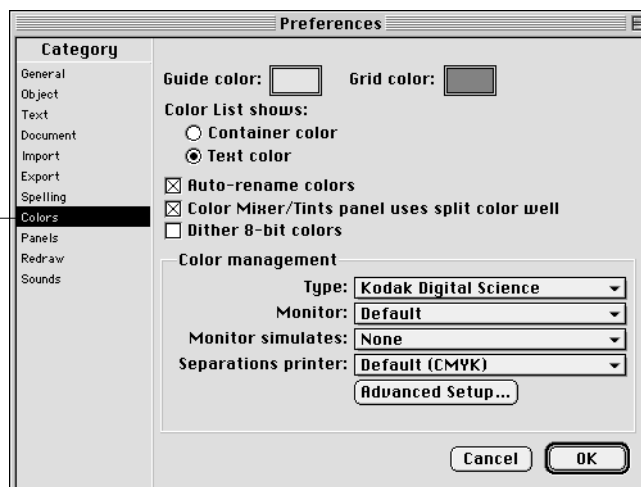 Preferences
Category
General
Object
Text
Document
Import
Export
Spelling
Colors
Panels
Redraw
Sounds
Guide color: Grid color:
Color List shows:
Container color
Text color
Auto-rename colors
Color Mixer/Tints panel uses split color well
Dither 8-bit colors
Color management
Type: Kodak Digital Science
Monitor: Default
Monitor simulates: None
Separations printer: Default (CMYK)
Advanced Setup...
Cancel OK